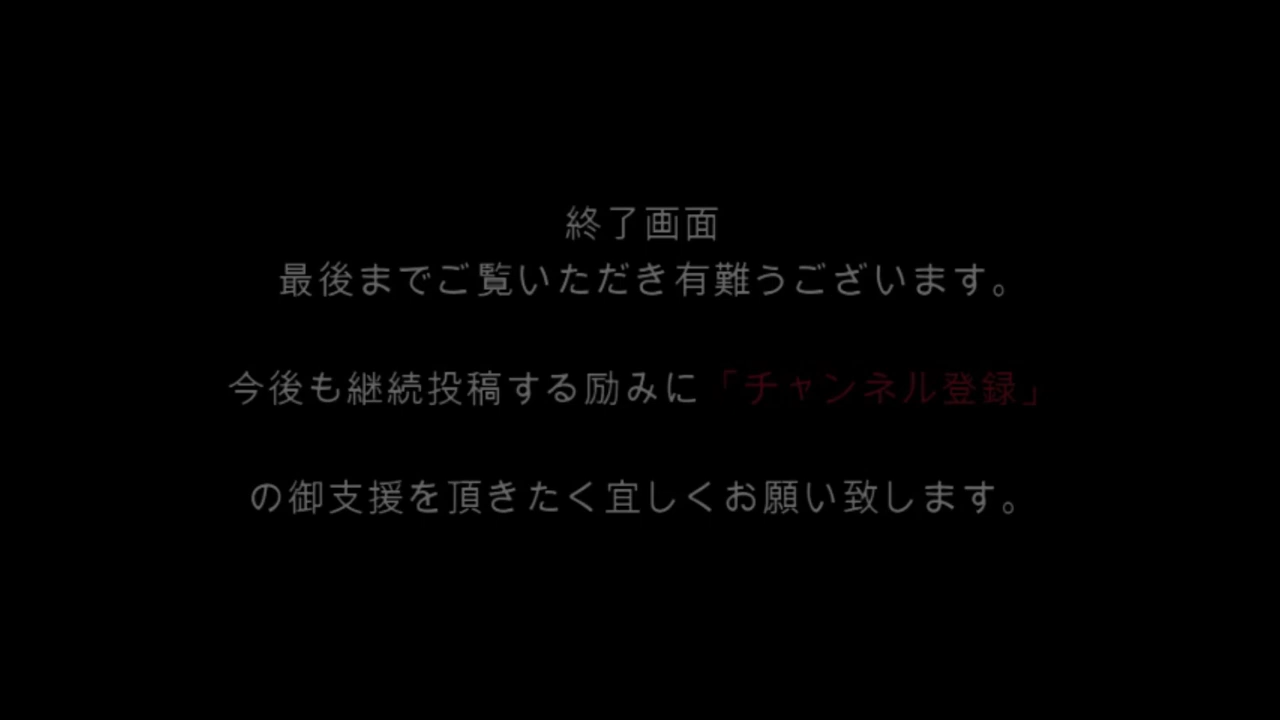 終了画面
最後までご覧いただき有難うございます。
今後も継続投稿する励みに「チャンネル登録」
の御支援を頂きたく宜しくお願い致します。